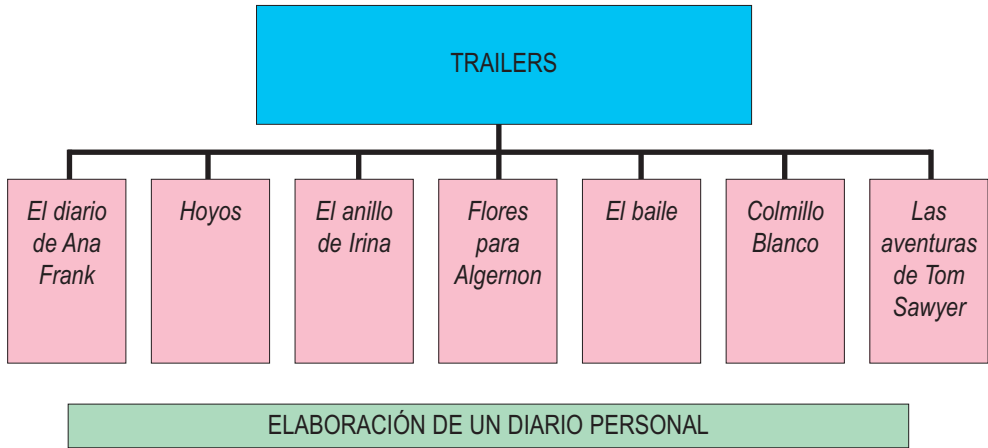 TRAILERS
El diario
de Ana
Frank
Hoyos
El anillo
de Irina
Flores
para
Algernon
El baile
Colmillo
Blanco
Las
aventuras
de Tom
Sawyer
ELABORACIÓN DE UN DIARIO PERSONAL